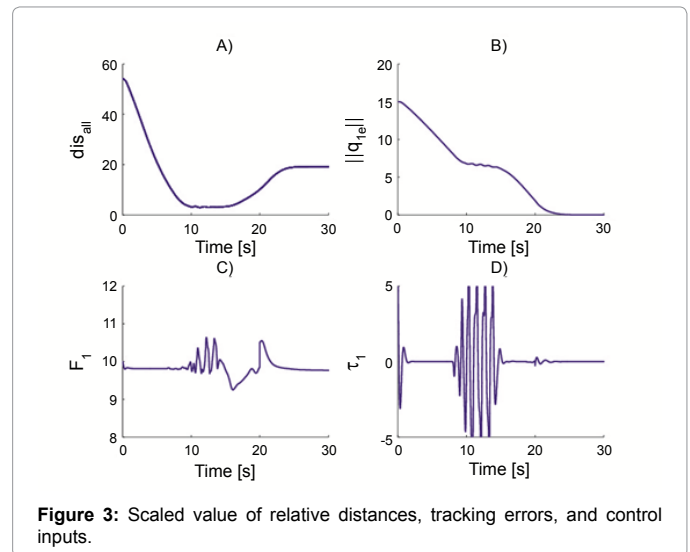 A)
60
40
20
0
dis_all
0 10 20 30
Time [s]
B)
20
15
10
5
0
||q_1e||
0 10 20 30
Time [s]
C)
12
11
10
9
8
F_1
0 10 20 30
Time [s]
D)
5
0
-5
τ_1
0 10 20 30
Time [s]
Figure 3: Scaled value of relative distances, tracking errors, and control
inputs.